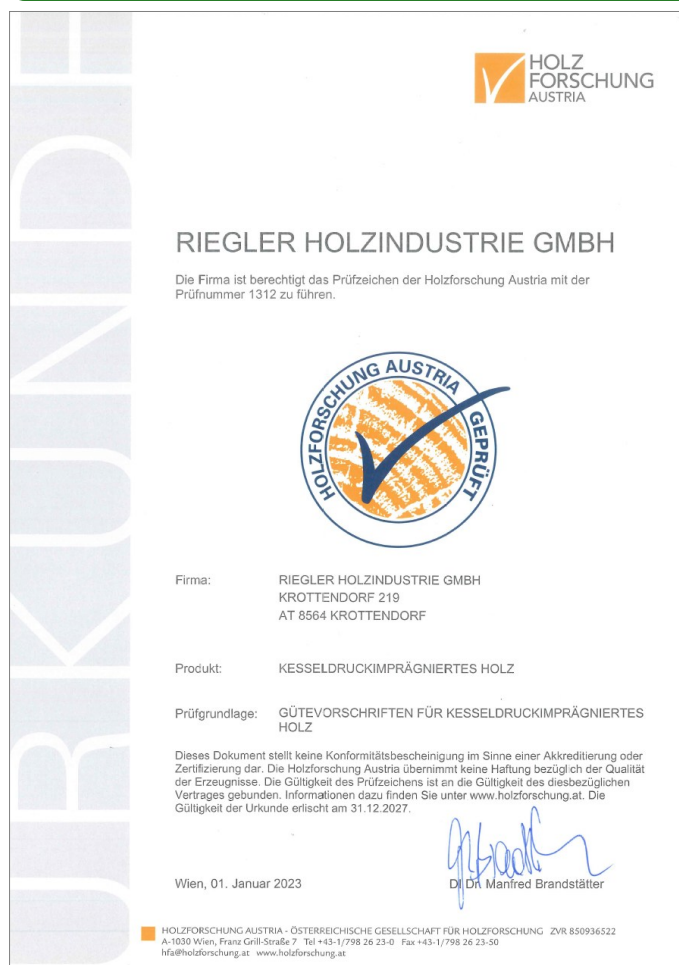 URKUNDE
HOLZ
FORSCHUNG
AUSTRIA
RIEGLER HOLZINDUSTRIE GMBH
Die Firma ist berechtigt das Prüfzeichen der Holzforschung Austria mit der
Prüfnummer 1312 zu führen.
HOLZFORSCHUNG AUSTRIA GEPRÜFT
Firma: RIEGLER HOLZINDUSTRIE GMBH
KROTTENDORF 219
AT 8564 KROTTENDORF
Produkt: KESSELDRUCKIMPRÄGNIERTES HOLZ
Prüfgrundlage: GÜTEVORSCHRIFTEN FÜR KESSELDRUCKIMPRÄGNIERTES
HOLZ
Dieses Dokument stellt keine Konformitätsbescheinigung im Sinne einer Akkreditierung oder
Zertifizierung dar. Die Holzforschung Austria übernimmt keine Haftung bezüglich der Qualität
der Erzeugnisse. Die Gültigkeit des Prüfzeichens ist an die Gültigkeit des diesbezüglichen
Vertrages gebunden. Informationen dazu finden Sie unter www.holzforschung.at. Die
Gültigkeit der Urkunde erlischt am 31.12.2027.
Wien, 01. Januar 2023
DI Dr. Manfred Brandstätter
HOLZFORSCHUNG AUSTRIA - ÖSTERREICHISCHE GESELLSCHAFT FÜR HOLZFORSCHUNG ZVR 850936522
A-1030 Wien, Franz Grill-Straße 7 Tel +43-1/798 26 23-0 Fax +43-1/798 26 23-50
hfa@holzforschung.at www.holzforschung.at